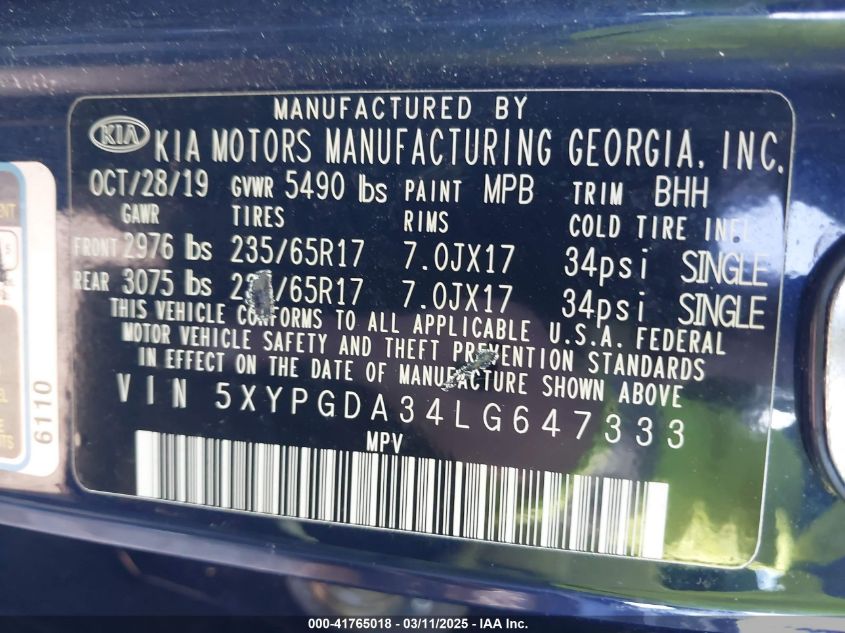 MANUFACTURED BY
KIA KIA MOTORS MANUFACTURING GEORGIA, INC.
OCT/28/19 GVWR 5490 lbs PAINT MPB TRIM BHH
GAWR TIRES RIMS COLD TIRE INFL
FRONT 2976 lbs 235/65R17 7.0JX17 34psi SINGLE
REAR 3075 lbs /65R17 7.0JX17 34psi SINGLE
THIS VEHICLE CONFORMS TO ALL APPLICABLE U.S.A. FEDERAL
MOTOR VEHICLE SAFETY AND THEFT PREVENTION STANDARDS
IN EFFECT ON THE DATE OF MANUFACTURE SHOWN ABOVE
VIN 5XYPGDA34LG647333
MPV
6110
000-41765018 - 03/11/2025 - IAA Inc.